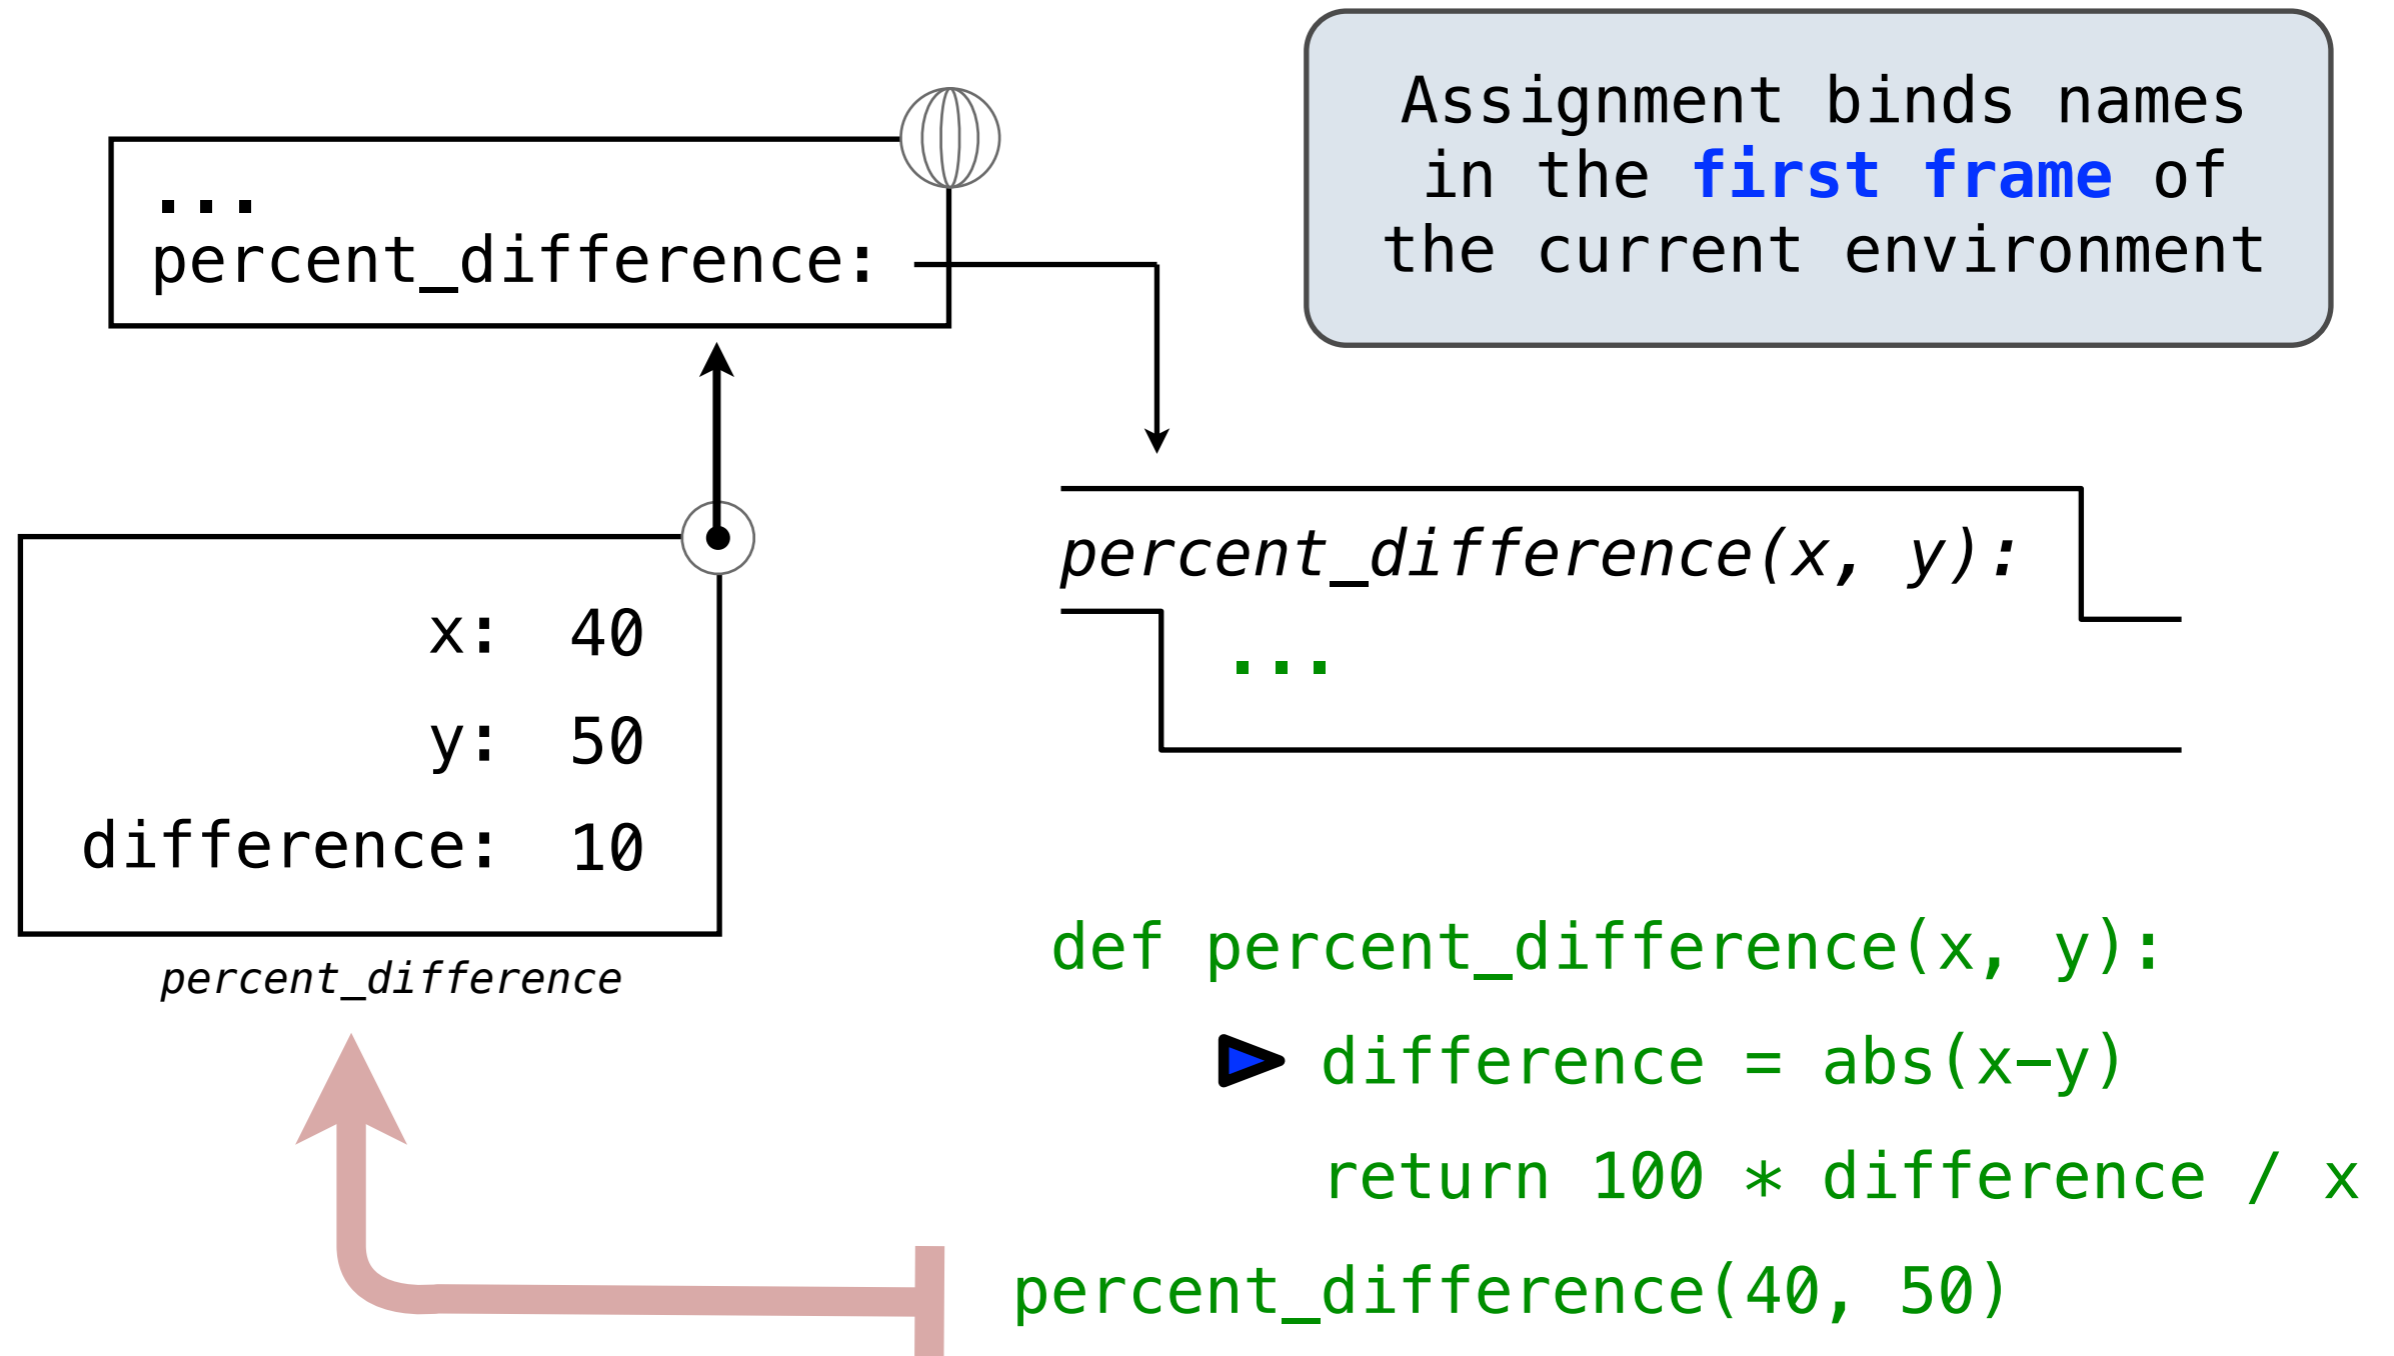 ...
percent_difference:
Assignment binds names
in the first frame of
the current environment
x: 40
y: 50
difference: 10
percent_difference
percent_difference(x, y):
...
def percent_difference(x, y):
difference = abs(x-y)
return 100 * difference / x
percent_difference(40, 50)